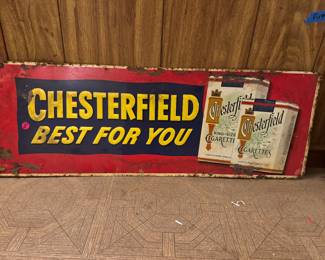 CHESTERFIELD
BEST FOR YOU
Chesterfield
KING-SIZE
CIGARETTES
Chesterfield
CIGARETTES